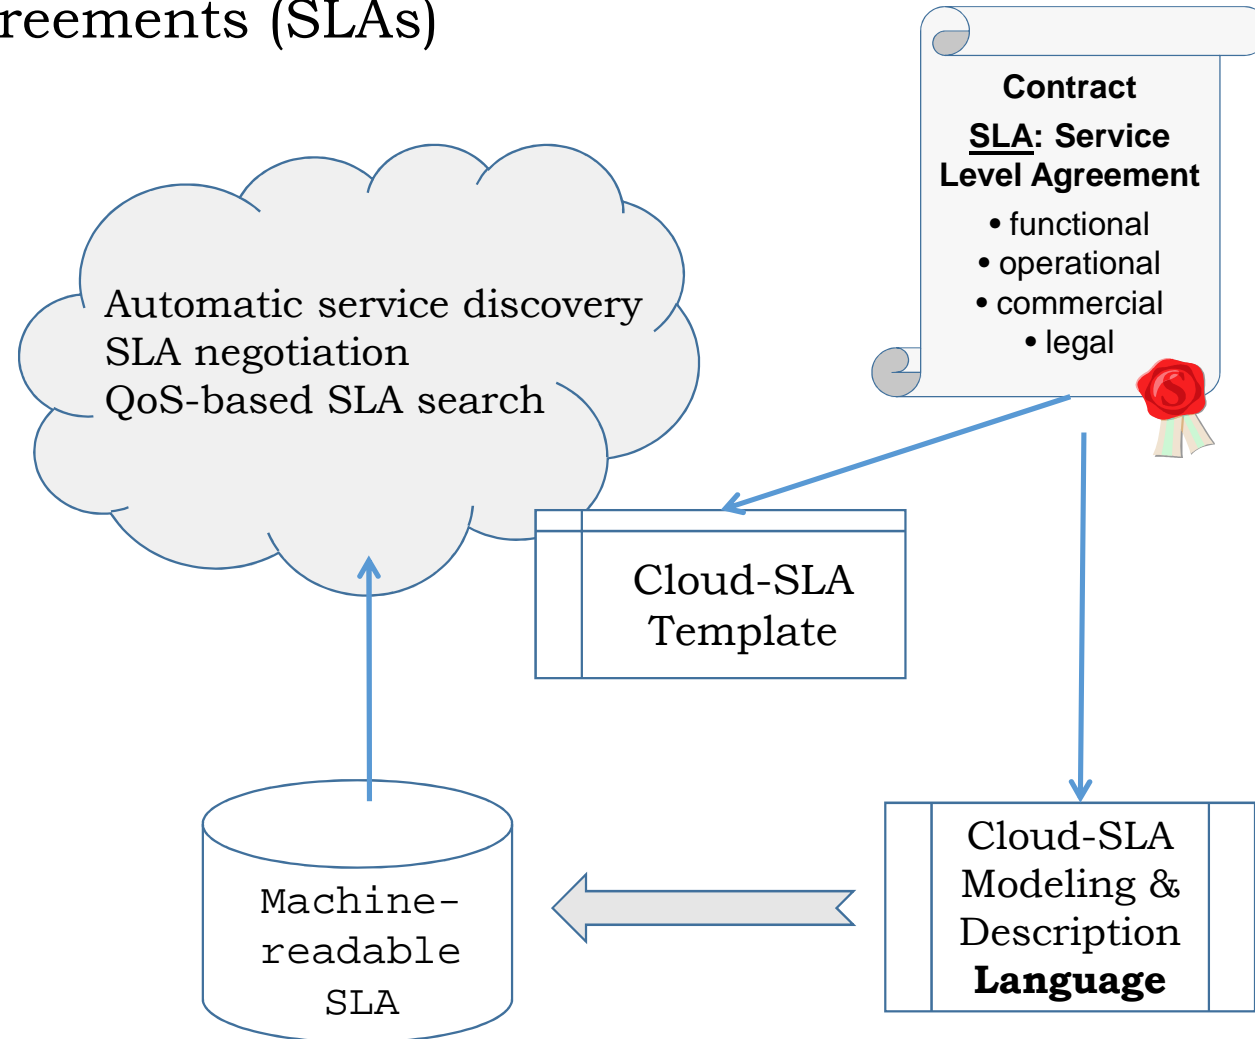 reements (SLAs)
Contract
SLA: Service
Level Agreement
• functional
• operational
• commercial
• legal
S
Automatic service discovery
SLA negotiation
QoS-based SLA search
Cloud-SLA
Template
Machine-
readable
SLA
Cloud-SLA
Modeling &
Description
Language